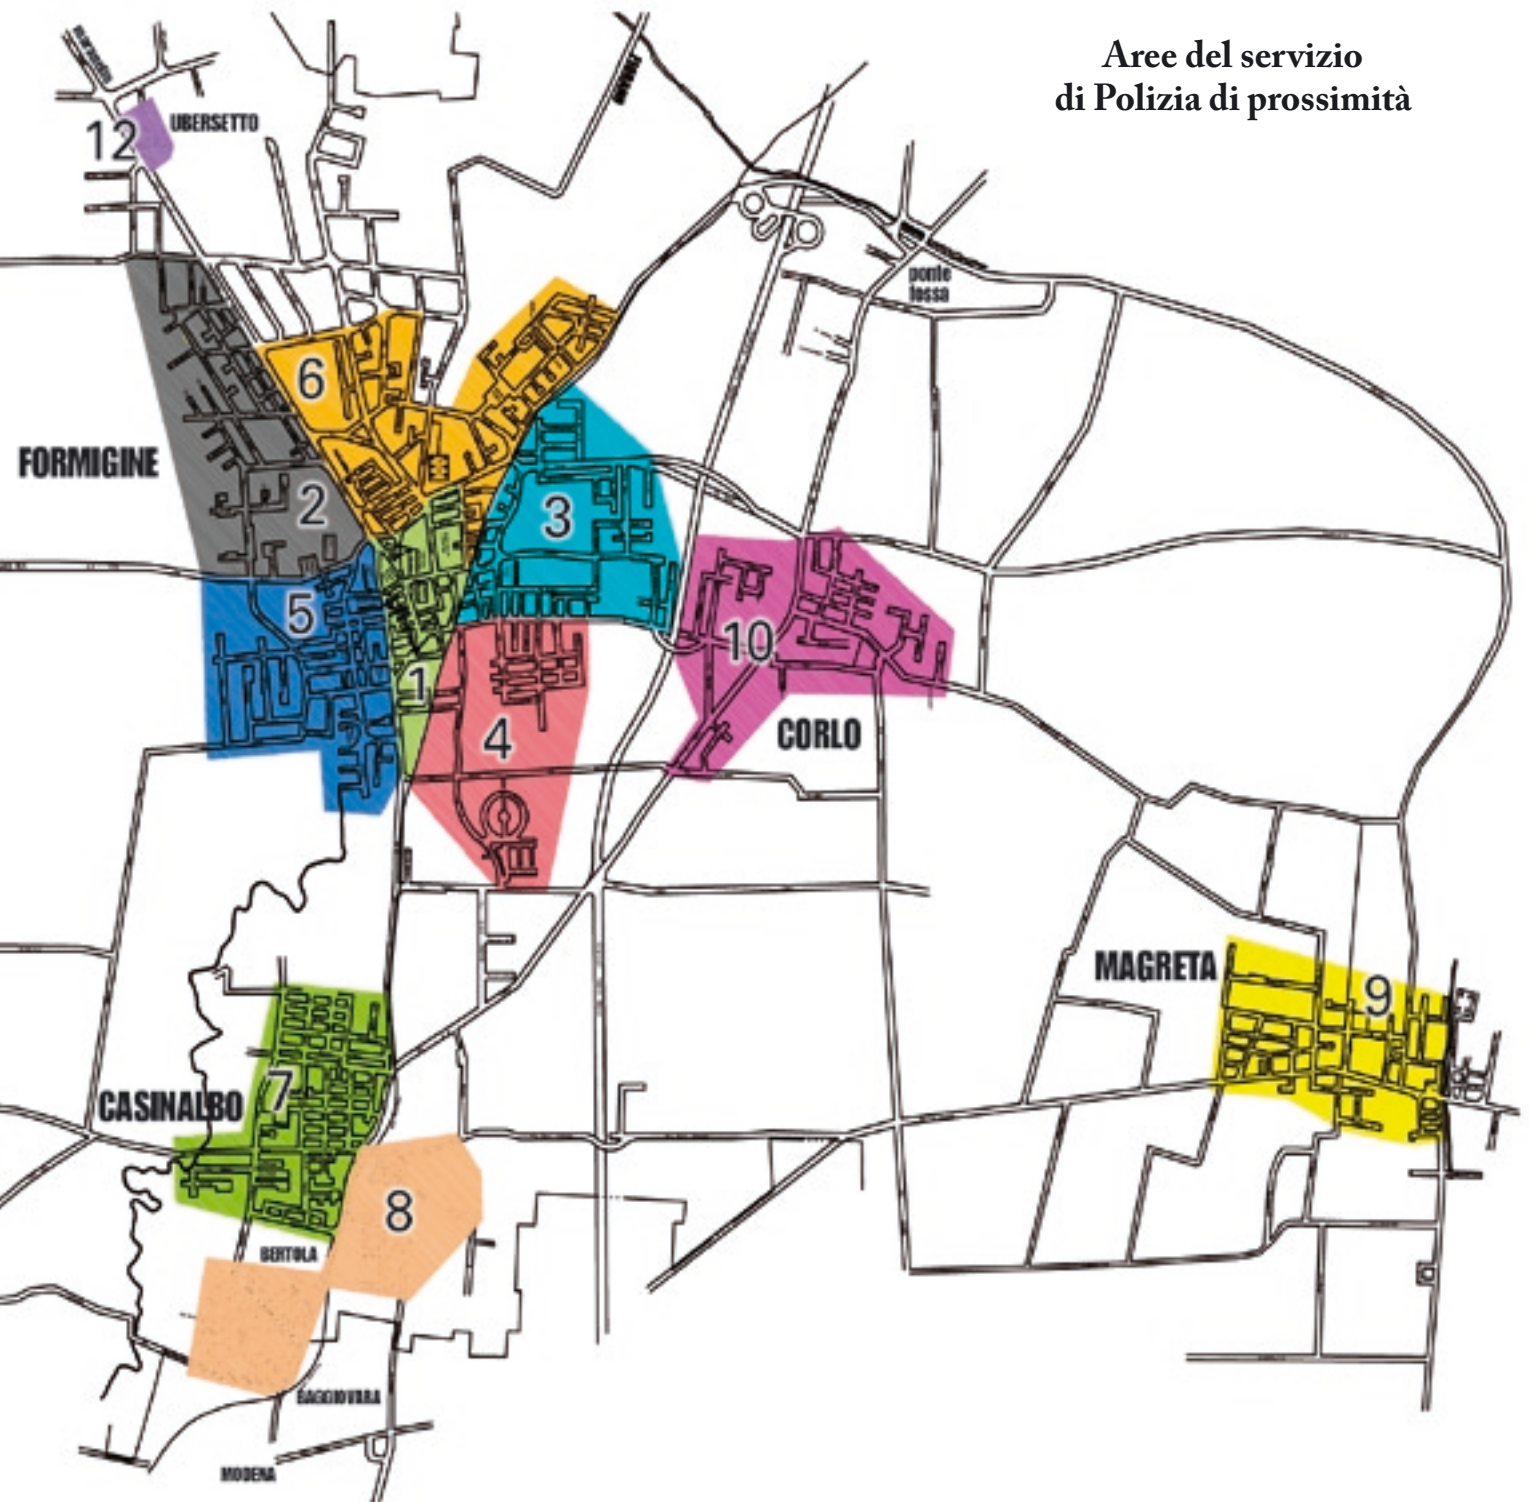 Aree del servizio
di Polizia di prossimità
12
UBERSETTO
ponte
fossa
6
FORMIGINE
2
3
5
10
1
4
CORLO
MAGRETA
9
7
CASINALBO
8
BERTOLA
BAGGIOVARA
MODENA